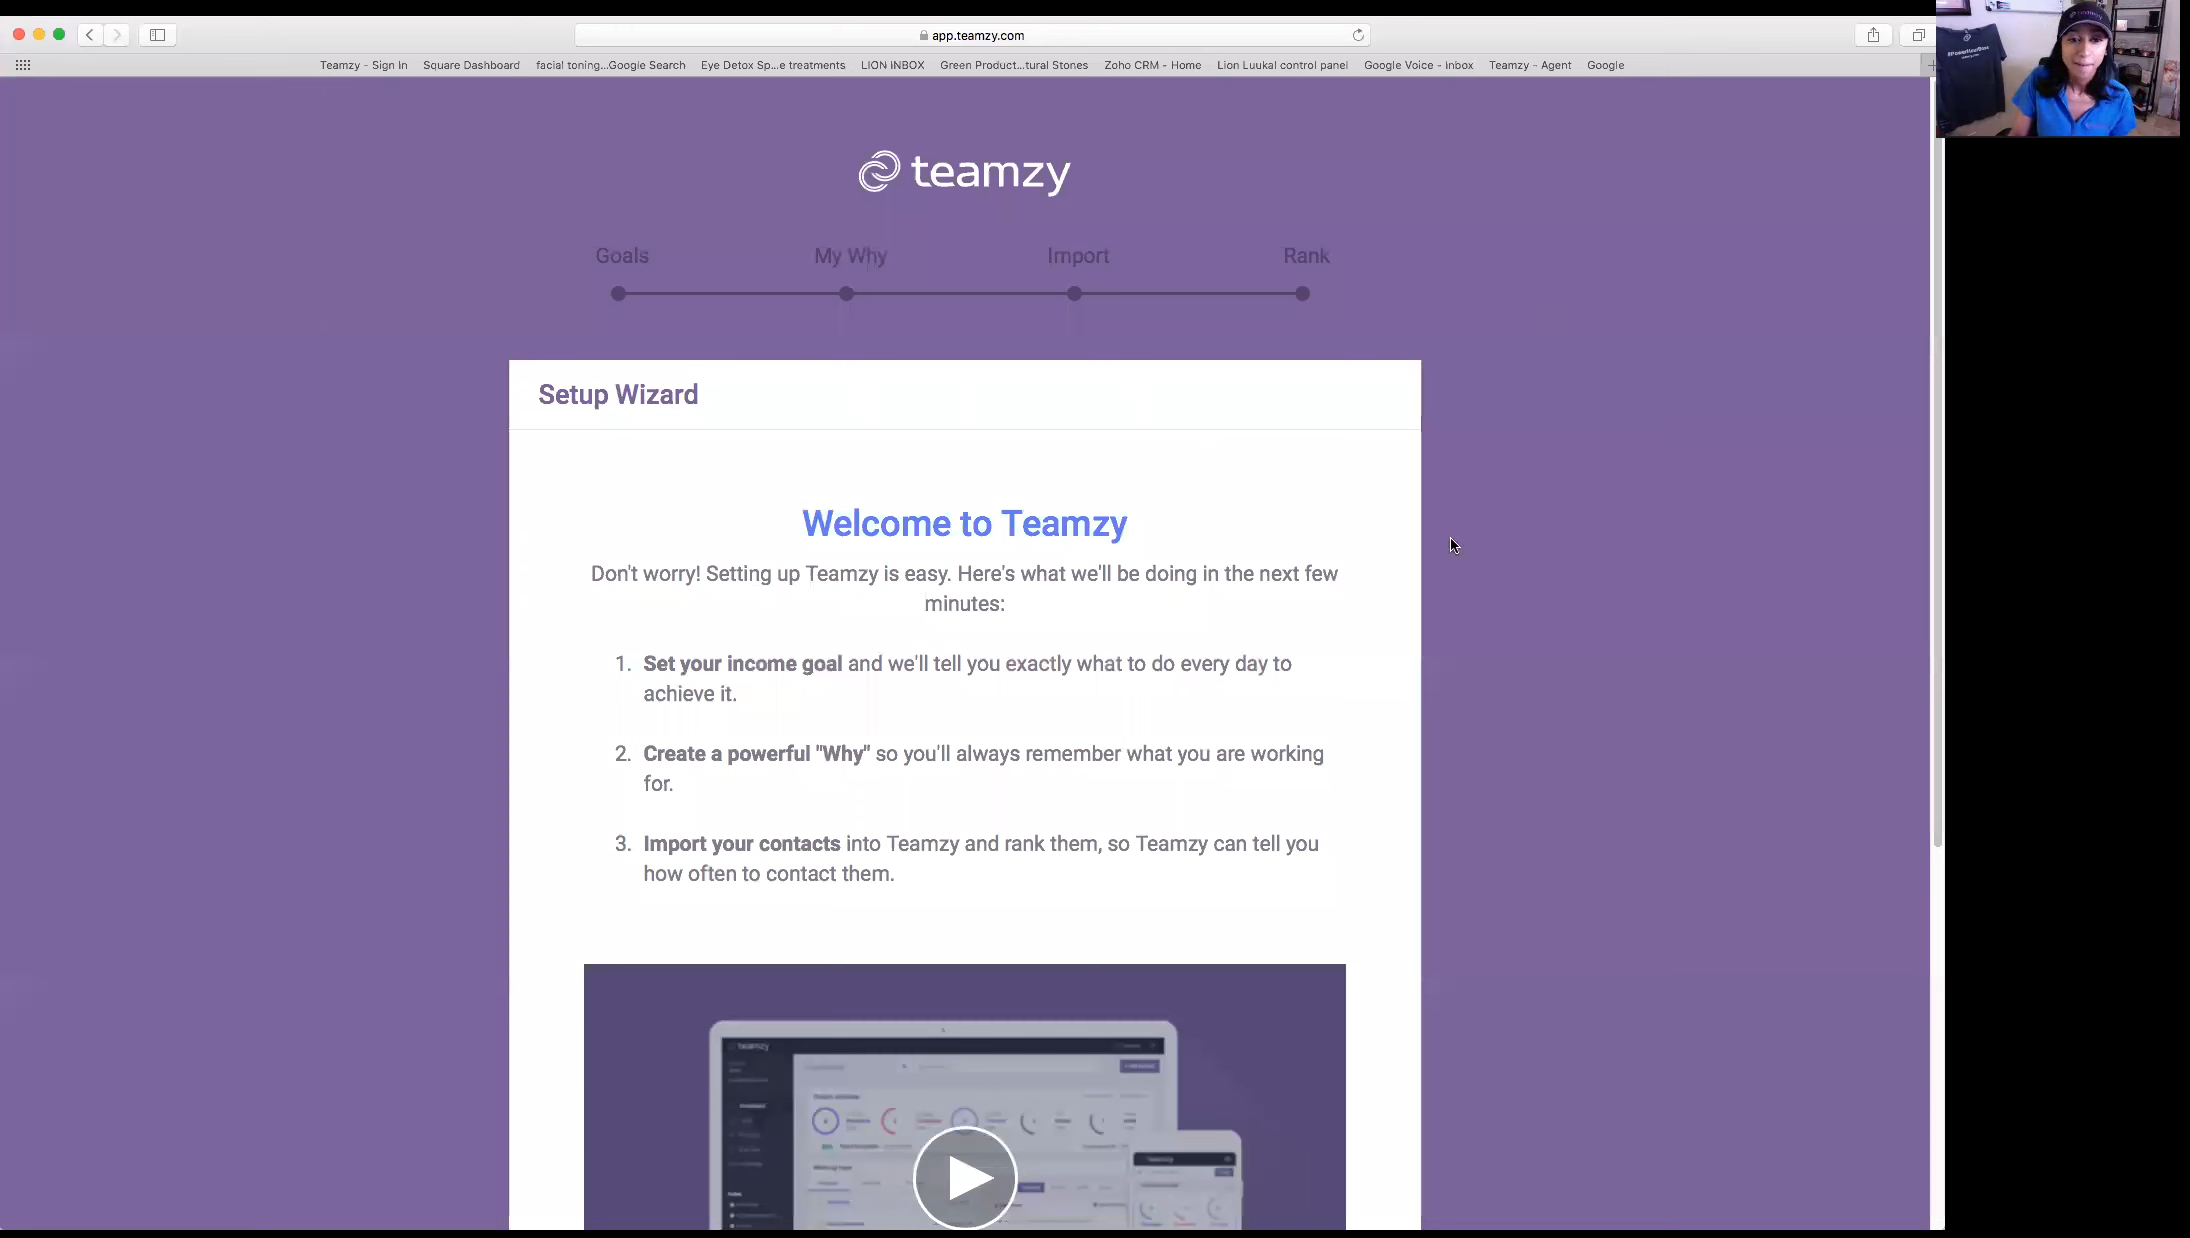 app.teamzy.com
Teamzy - Sign In Square Dashboard facial toning...Google Search Eye Detox Sp...e treatments LION INBOX Green Product...tural Stones Zoho CRM - Home Lion Luukal control panel Google Voice - Inbox Teamzy - Agent Google
teamzy
Goals My Why Import Rank
Setup Wizard
Welcome to Teamzy
Don't worry! Setting up Teamzy is easy. Here's what we'll be doing in the next few
minutes:
1. Set your income goal and we'll tell you exactly what to do every day to
achieve it.
2. Create a powerful "Why" so you'll always remember what you are working
for.
3. Import your contacts into Teamzy and rank them, so Teamzy can tell you
how often to contact them.
teamzy